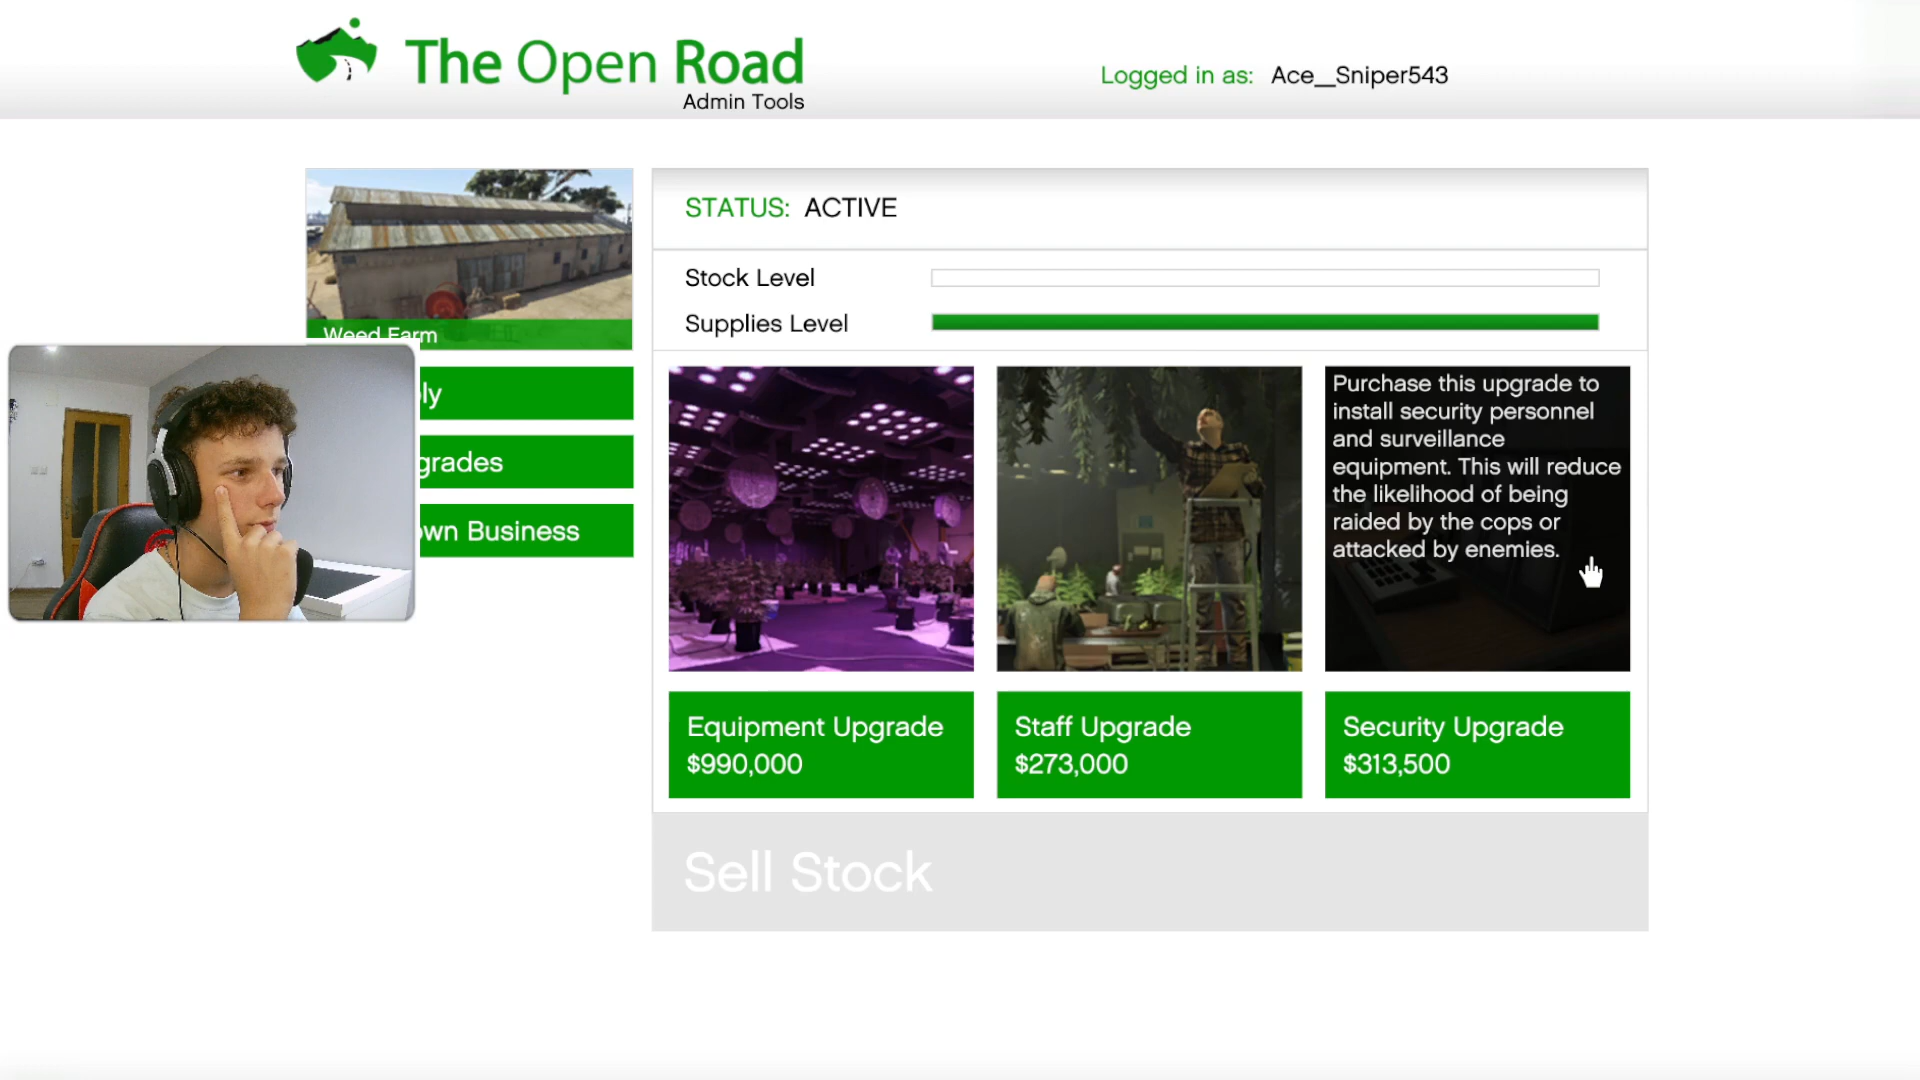 The Open Road
Admin Tools
Logged in as: Ace__Sniper543
Weed Farm
STATUS: ACTIVE
Stock Level
Supplies Level
ly
grades
wn Business
Purchase this upgrade to
install security personnel
and surveillance
equipment. This will reduce
the likelihood of being
raided by the cops or
attacked by enemies.
Equipment Upgrade
$990,000
Staff Upgrade
$273,000
Security Upgrade
$313,500
Sell Stock